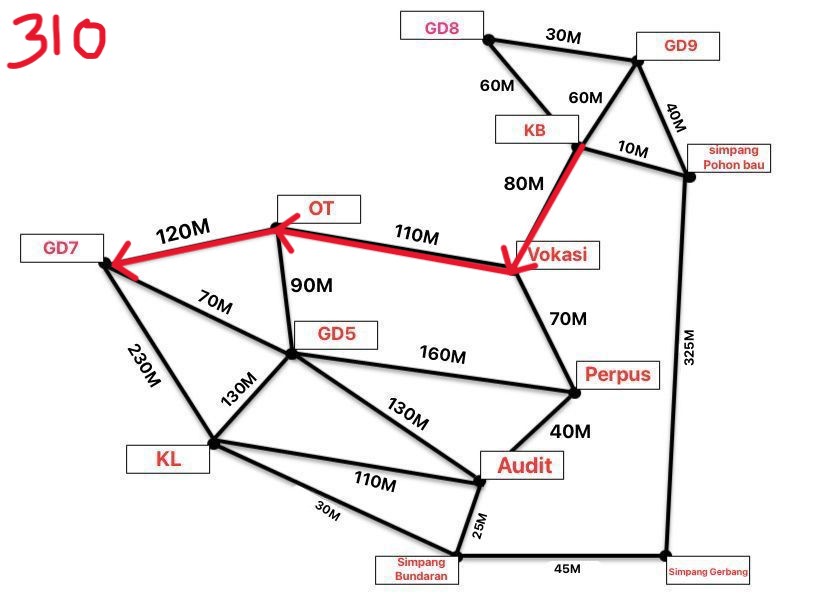 310
GD8
30M
GD9
60M
60M
40M
KB
10M
simpang
Pohon bau
80M
OT
120M
110M
GD7
Vokasi
90M
70M
GD5
70M
160M
325M
230M
130M
Perpus
130M
40M
KL
Audit
110M
30M
25M
Simpang
Bundaran
45M
Simpang Gerbang